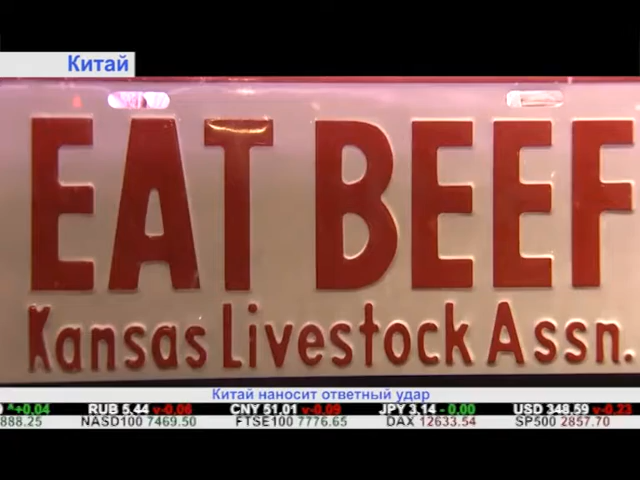 Китай
EAT BEEF
Kansas Livestock Assn.
Китай наносит ответный удар
+0,04 RUB 5.44 -0,06 CNY 51,01 -0,09 JPY 3,14 - 0,00 USD 348,59 -0,23
888.25 NASD100 7469.50 FTSE100 7776.65 DAX 12633.54 SP500 2857.70